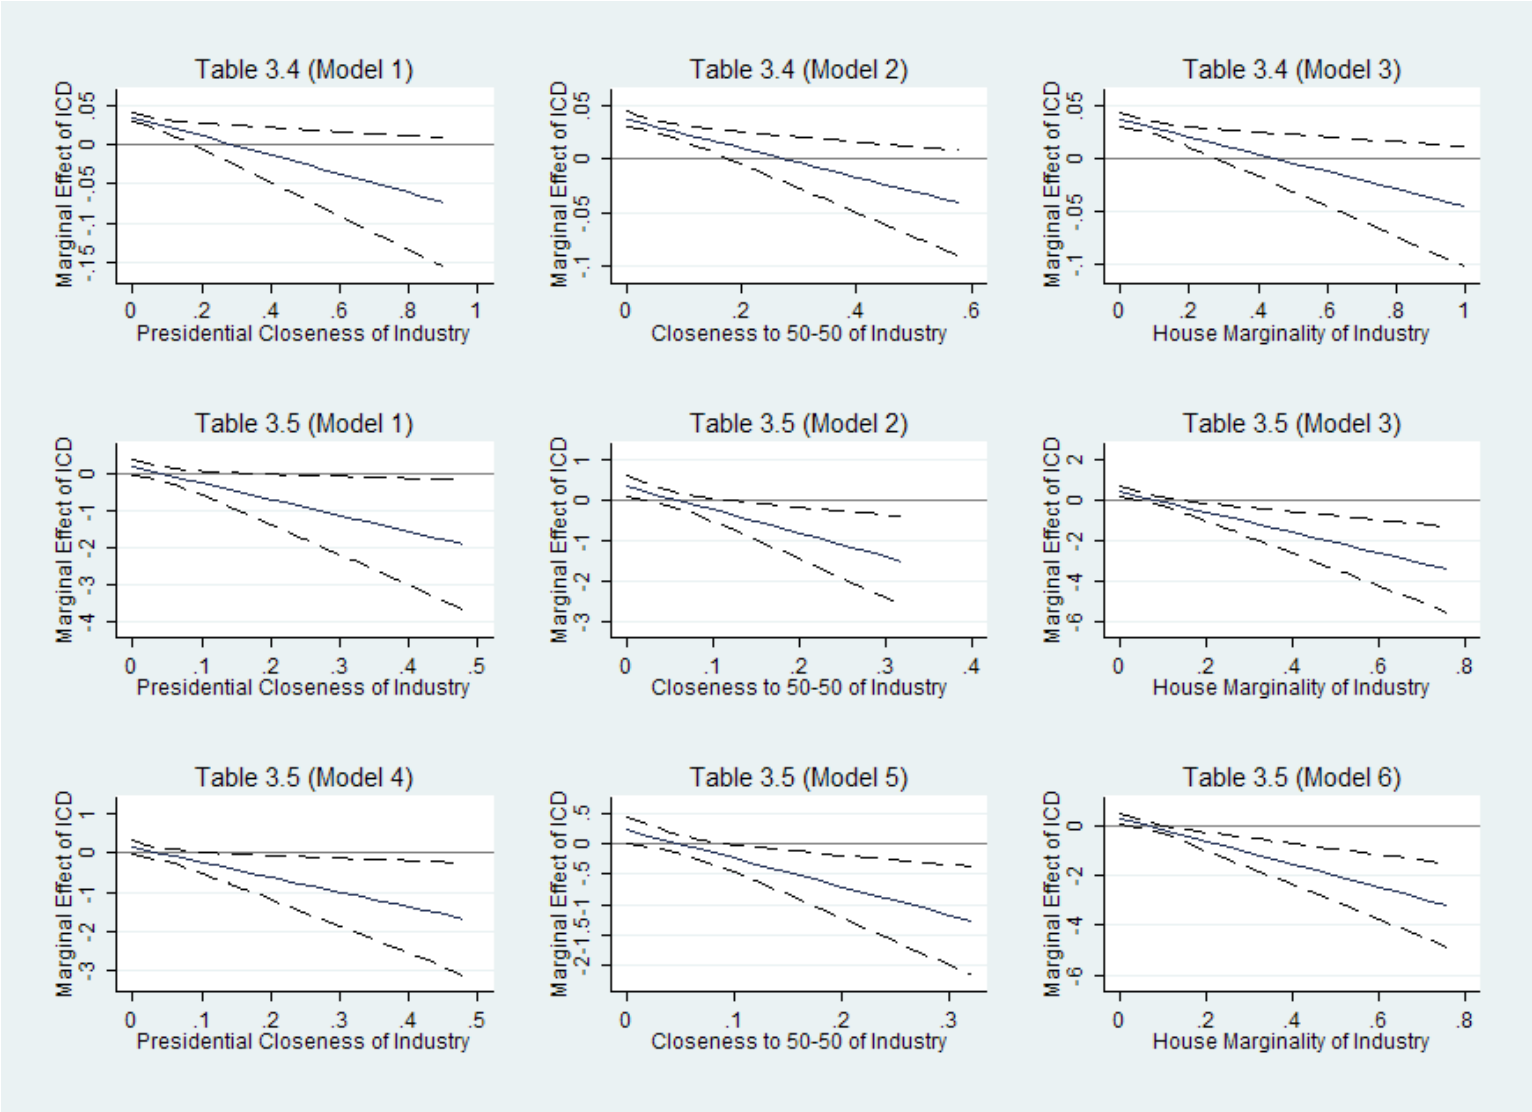 Table 3.4 (Model 1)
Marginal Effect of ICD
.05
0
-.05
-.1
-.15
0 .2 .4 .6 .8 1
Presidential Closeness of Industry
Table 3.4 (Model 2)
Marginal Effect of ICD
.05
0
-.05
-.1
0 .2 .4 .6
Closeness to 50-50 of Industry
Table 3.4 (Model 3)
Marginal Effect of ICD
.05
0
-.05
-.1
0 .2 .4 .6 .8 1
House Marginality of Industry
Table 3.5 (Model 1)
Marginal Effect of ICD
0
-1
-2
-3
-4
0 .1 .2 .3 .4 .5
Presidential Closeness of Industry
Table 3.5 (Model 2)
Marginal Effect of ICD
1
0
-1
-2
-3
0 .1 .2 .3 .4
Closeness to 50-50 of Industry
Table 3.5 (Model 3)
Marginal Effect of ICD
2
0
-2
-4
-6
0 .2 .4 .6 .8
House Marginality of Industry
Table 3.5 (Model 4)
Marginal Effect of ICD
1
0
-1
-2
-3
0 .1 .2 .3 .4 .5
Presidential Closeness of Industry
Table 3.5 (Model 5)
Marginal Effect of ICD
.5
0
-.5
-1
-1.5
-2
0 .1 .2 .3
Closeness to 50-50 of Industry
Table 3.5 (Model 6)
Marginal Effect of ICD
0
-2
-4
-6
0 .2 .4 .6 .8
House Marginality of Industry